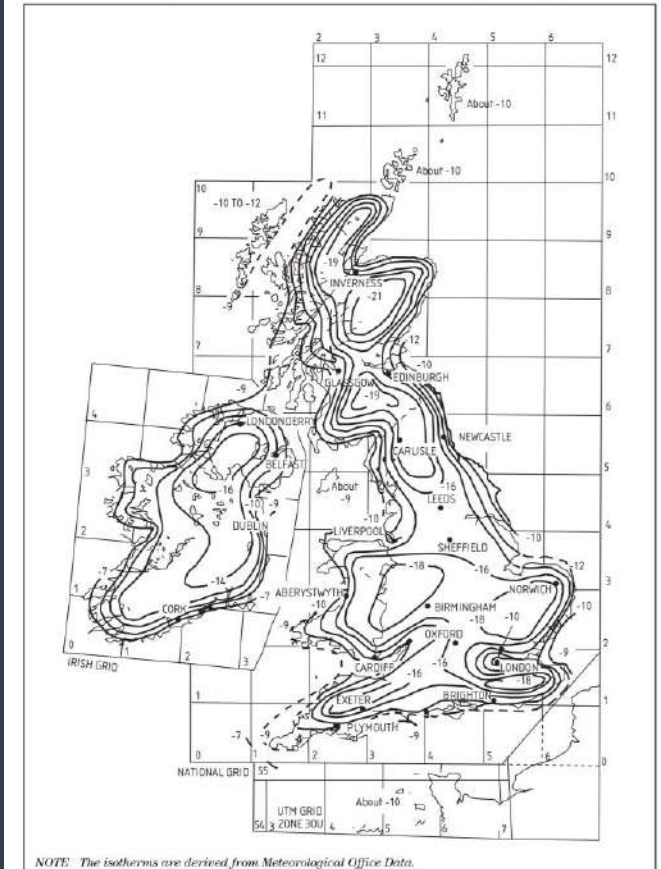 2 3 4 5 6
12 12
About -10
11 11
About -10
10 10
-10 TO -12
9 9
-19
INVERNESS
-21
8 8
-9
7 -12 7
-10
GLASGOW EDINBURGH
-9
-19
4 LONDONDERRY 6
NEWCASTLE
CARLISLE
BELFAST
3 -16 5
-16
About
-9
LEEDS
-10 -9
-10
DUBLIN
2 LIVERPOOL 4
SHEFFIELD -10
-7 -18 -16 -12
1 -14 ABERYSTWYTH NORWICH 3
-7 -10
BIRMINGHAM -10
CORK -18 -10
-9 OXFORD
0 1 2 3 2
IRISH GRID CARDIFF -16 LONDON -9
-16 -18
1 EXETER BRIGHTON 1
PLYMOUTH -9
-7 -9
0 1 2 3 4 5 6 0
NATIONAL GRID 55
About -10
UTM GRID
ZONE 30U
54 3 4 5 6 7
NOTE The isotherms are derived from Meteorological Office Data.